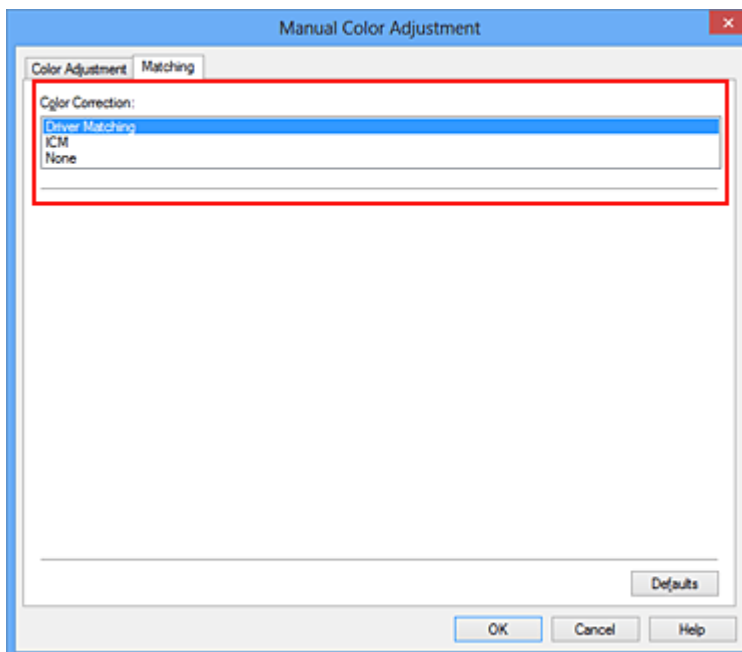 Manual Color Adjustment
Color Adjustment Matching
Color Correction:
Driver Matching
ICM
None
Defaults
OK Cancel Help